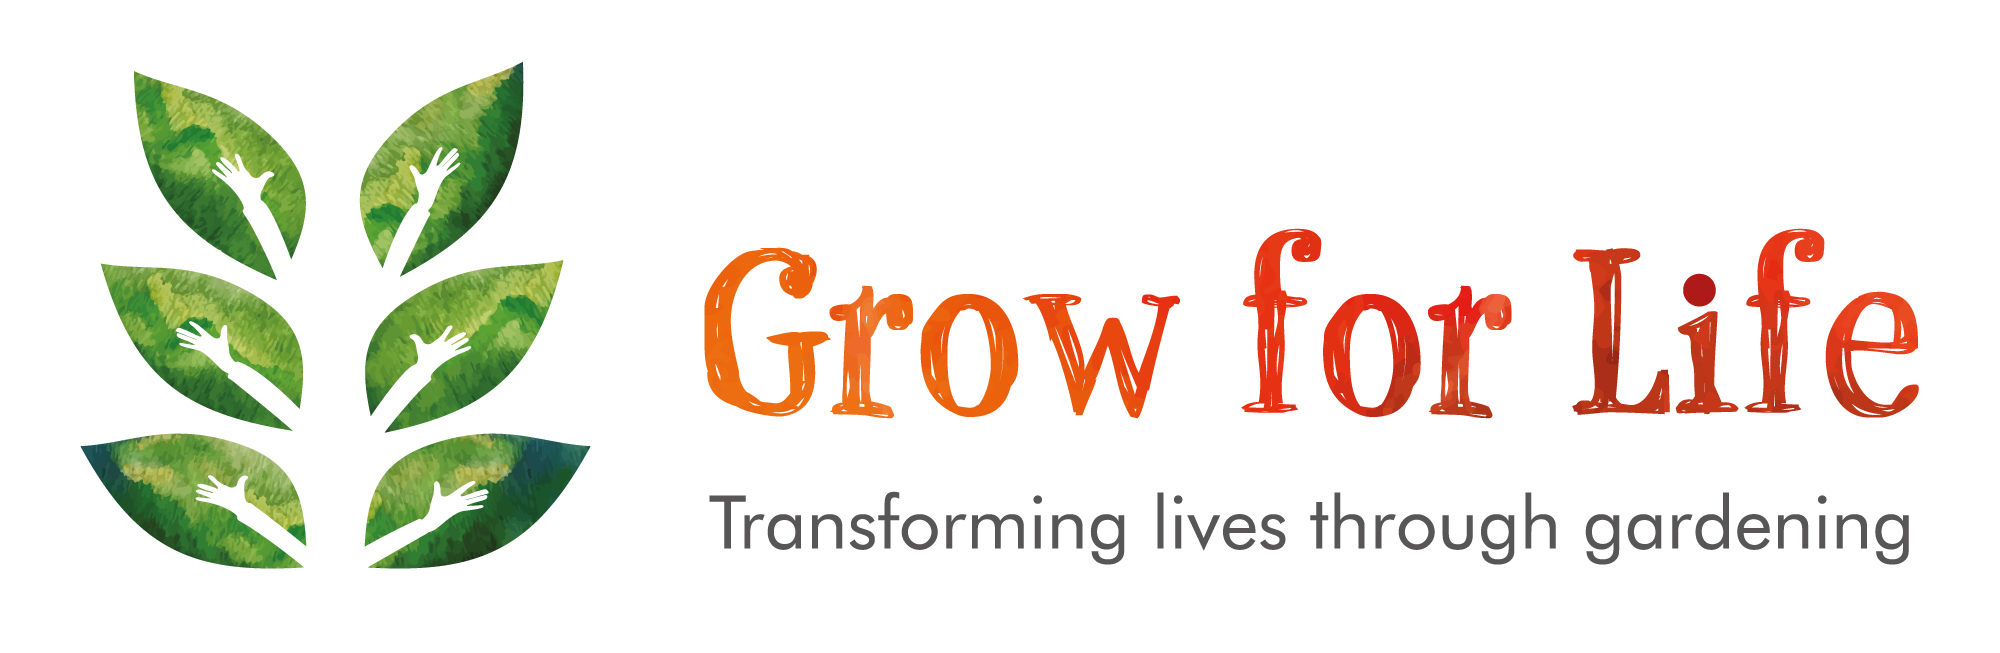 Grow for Life
Transforming lives through gardening